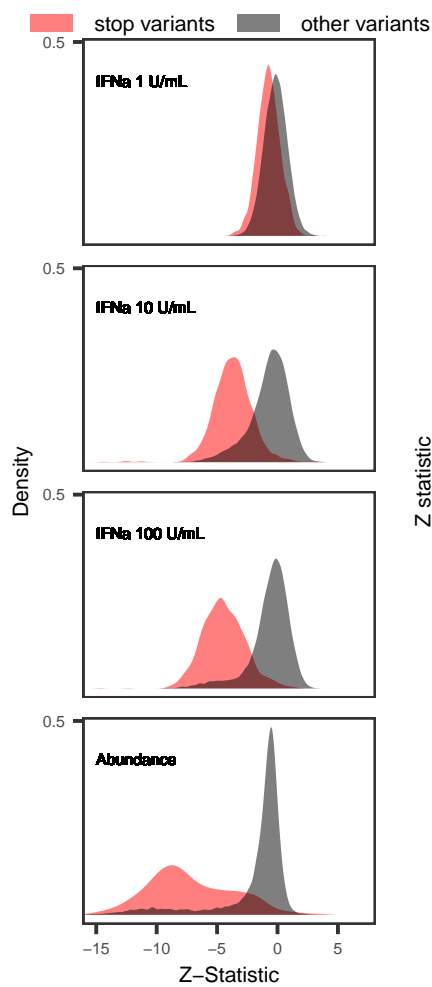 stop variants other variants
0.5
IFNa 1 U/mL
0.5
IFNa 10 U/mL
Density
Z statistic
0.5
IFNa 100 U/mL
0.5
Abundance
−15 −10 −5 0 5
Z−Statistic